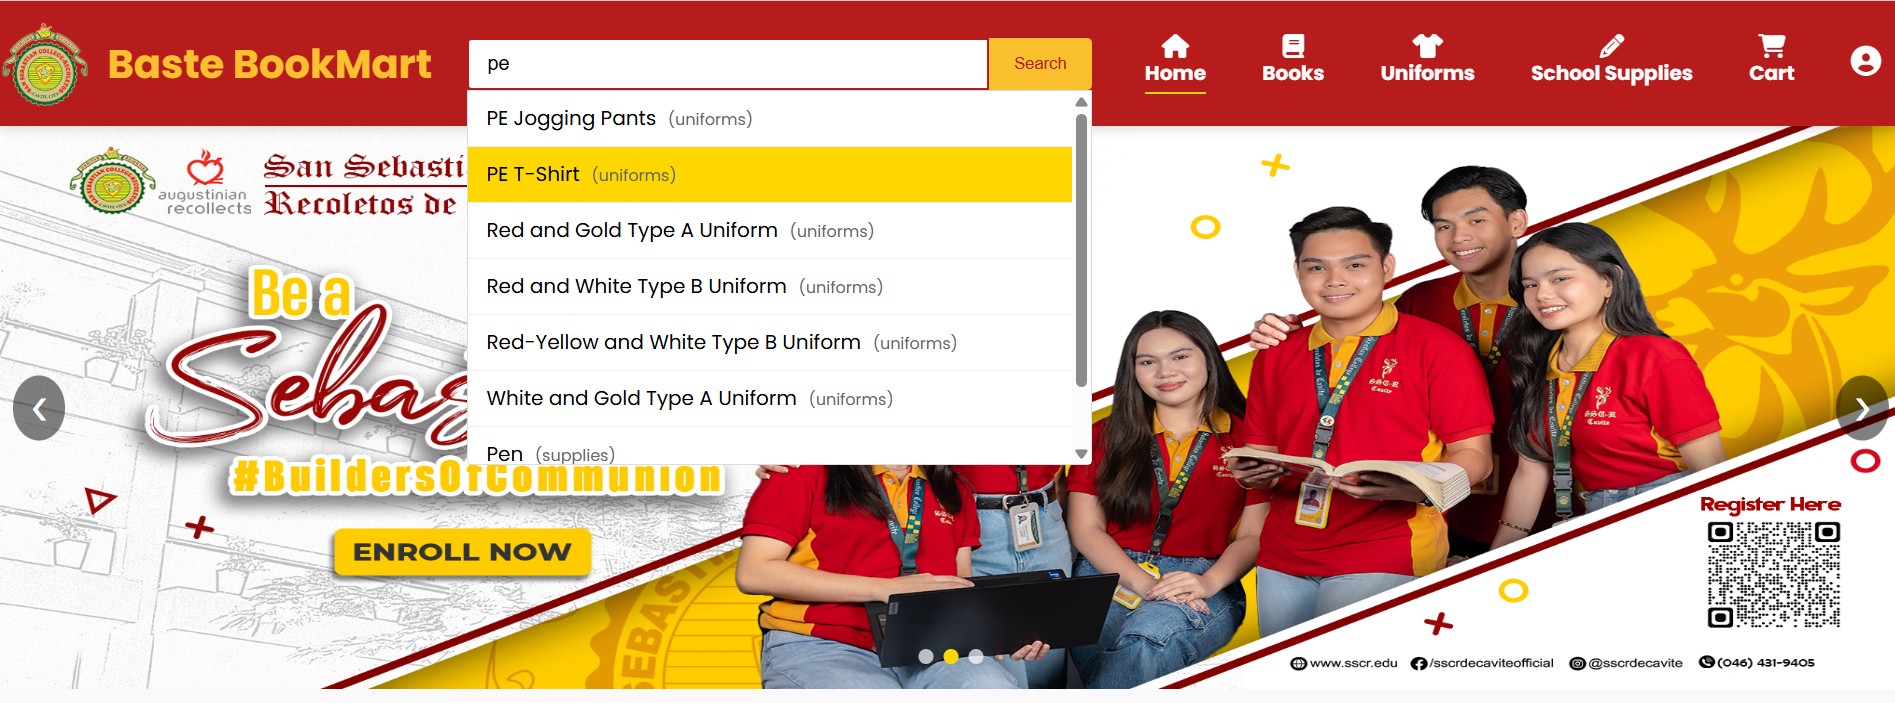 Baste BookMart
pe
Search
Home
Books
Uniforms
School Supplies
Cart
PE Jogging Pants (uniforms)
PE T-Shirt (uniforms)
Red and Gold Type A Uniform (uniforms)
Red and White Type B Uniform (uniforms)
Red-Yellow and White Type B Uniform (uniforms)
White and Gold Type A Uniform (uniforms)
Pen (supplies)
augustinian
recollects
San Sebasti
Recoletos de
Be a
Sebas
#BuildersOfCommunion
ENROLL NOW
SSC-R
Cavite
Register Here
www.sscr.edu
/sscrdecaviteofficial
@sscrdecavite
(046) 431-9405